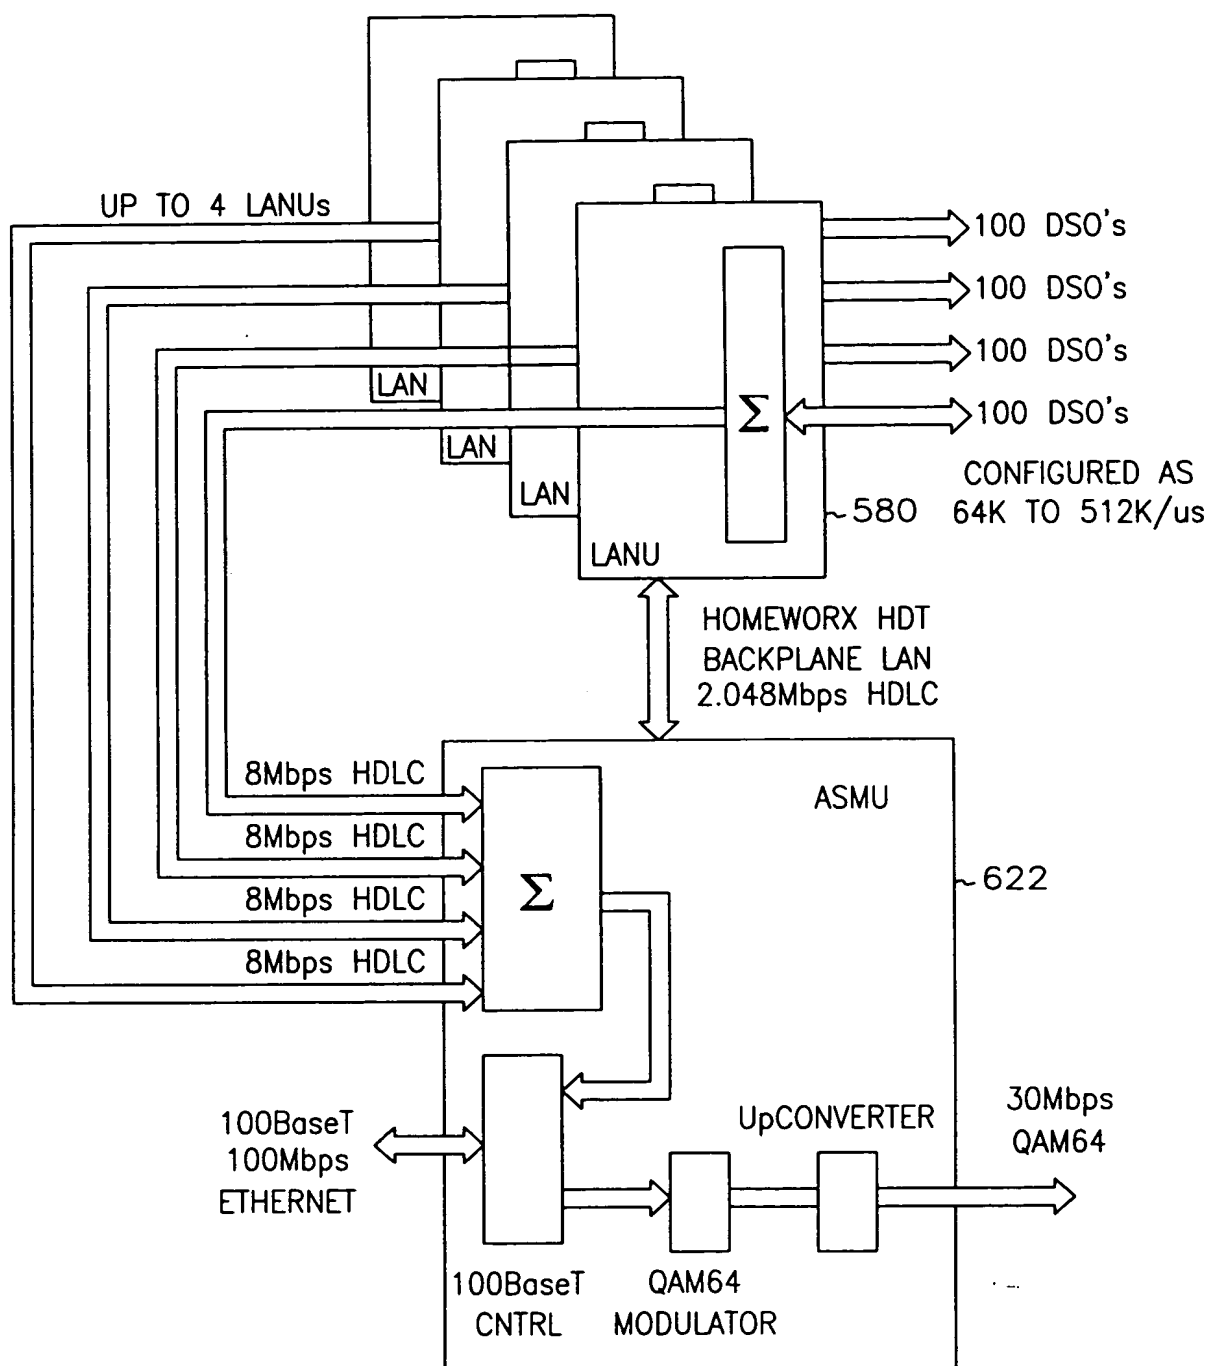 UP TO 4 LANUs
100 DSO's
100 DSO's
100 DSO's
LAN
Σ
100 DSO's
LAN
CONFIGURED AS
64K TO 512K/us
LAN
580
LANU
HOMEWORX HDT
BACKPLANE LAN
2.048Mbps HDLC
8Mbps HDLC
ASMU
8Mbps HDLC
622
Σ
8Mbps HDLC
8Mbps HDLC
100BaseT
100Mbps
ETHERNET
UpCONVERTER
30Mbps
QAM64
100BaseT
CNTRL
QAM64
MODULATOR